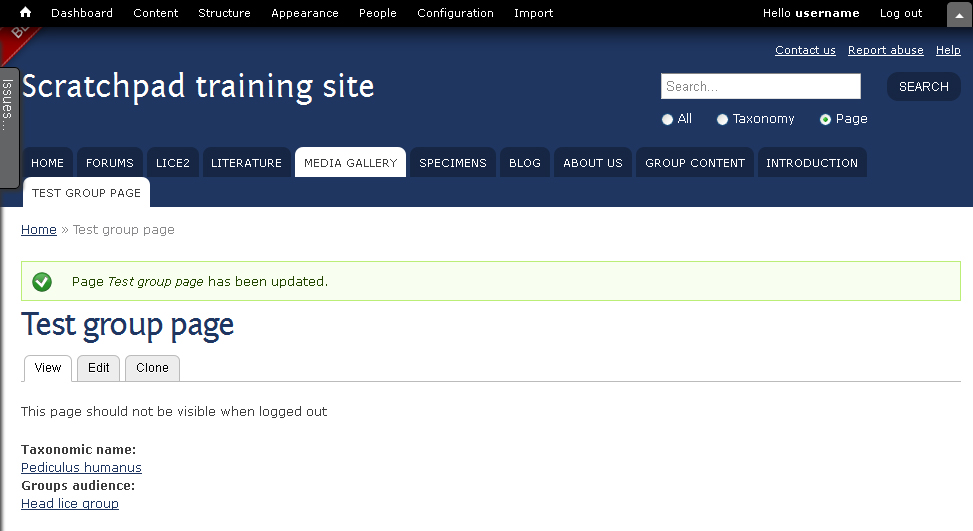 Dashboard Content Structure Appearance People Configuration Import Hello username Log out
Contact us Report abuse Help
Issues...
Scratchpad training site
Search... SEARCH
All Taxonomy Page
HOME FORUMS LICE2 LITERATURE MEDIA GALLERY SPECIMENS BLOG ABOUT US GROUP CONTENT INTRODUCTION
TEST GROUP PAGE
Home » Test group page
Page Test group page has been updated.
Test group page
View Edit Clone
This page should not be visible when logged out
Taxonomic name:
Pediculus humanus
Groups audience:
Head lice group